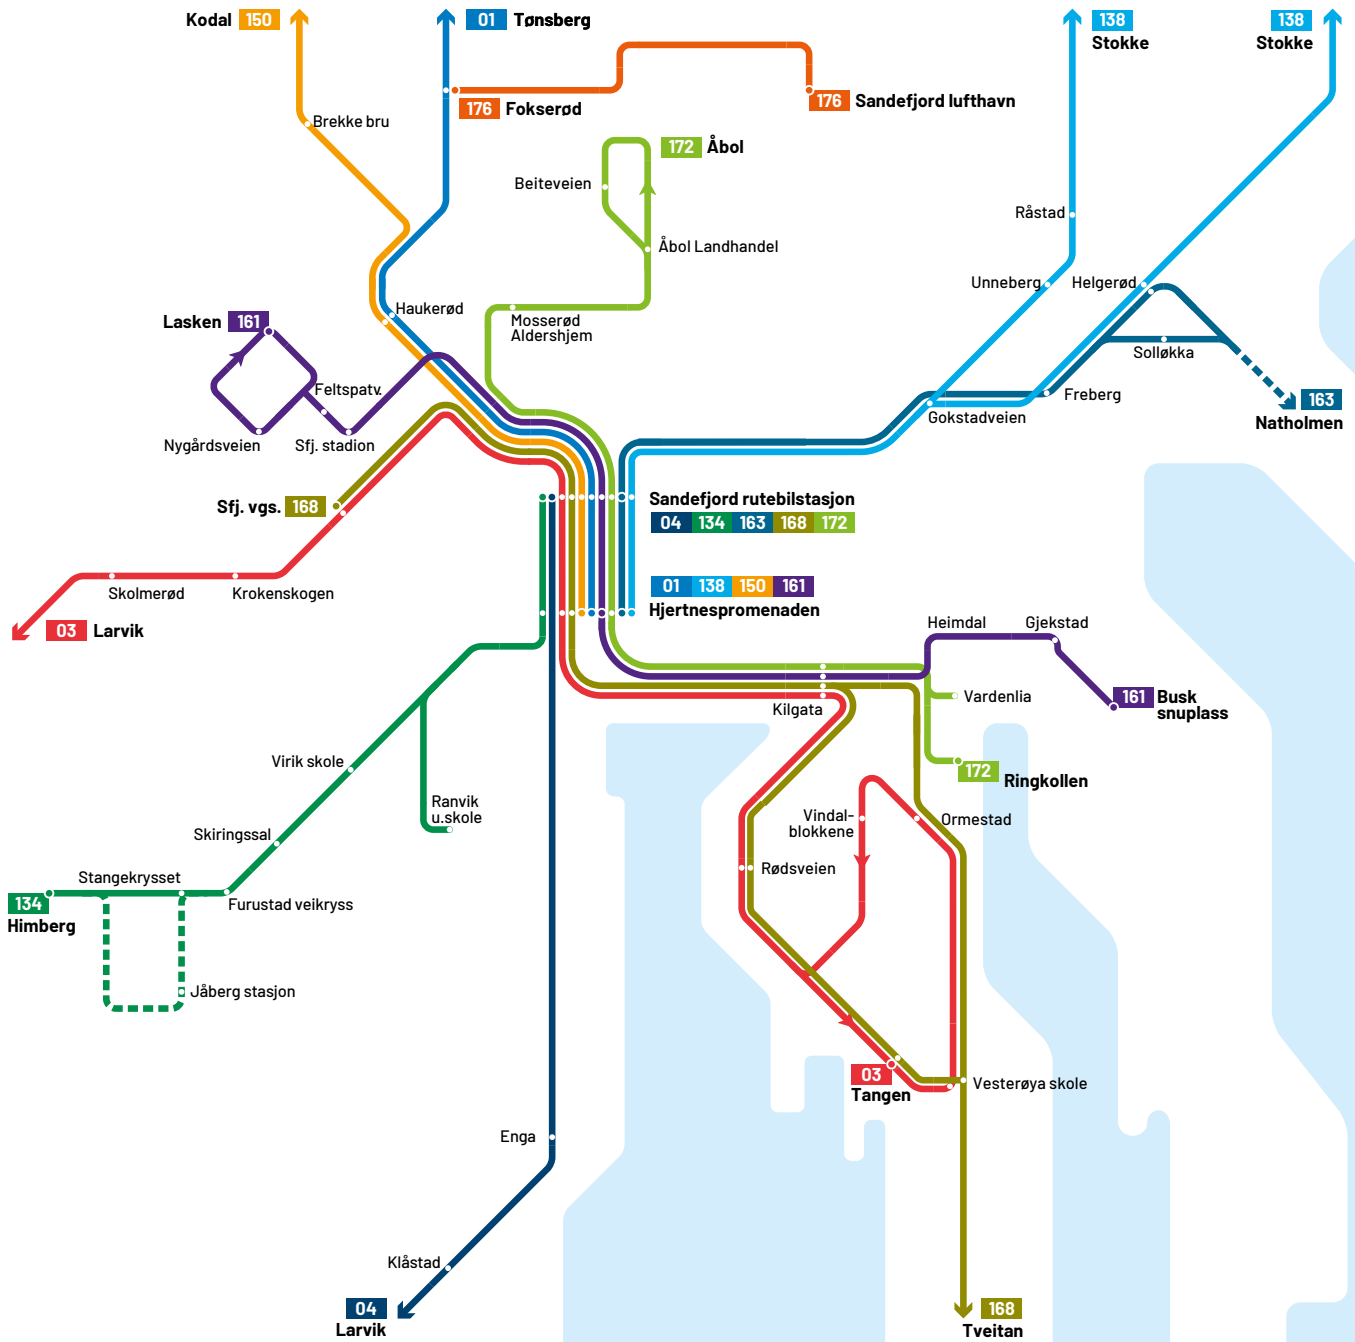 Kodal 150
01 Tønsberg
138
Stokke
138
Stokke
176 Fokserød
176 Sandefjord lufthavn
Brekke bru
172 Åbol
Beiteveien
Åbol Landhandel
Råstad
Unneberg
Helgerød
Haukerød
Mosserød
Aldershjem
Lasken 161
Feltspatv.
Nygårdsveien
Sfj. stadion
Solløkka
Freberg
Gokstadveien
163
Natholmen
Sfj. vgs. 168
Sandefjord rutebilstasjon
04 134 163 168 172
01 138 150 161
Hjertnespromenaden
Skolmerød
Krokenskogen
03 Larvik
Heimdal
Gjekstad
Vardenlia
161 Busk
snuplass
Kilgata
172 Ringkollen
Virik skole
Ranvik
u.skole
Skiringssal
Vindal-
blokkene
Ormestad
Rødsveien
Stangekrysset
134
Himberg
Furustad veikryss
Jåberg stasjon
03
Tangen
Vesterøya skole
Enga
Klåstad
04
Larvik
168
Tveitan